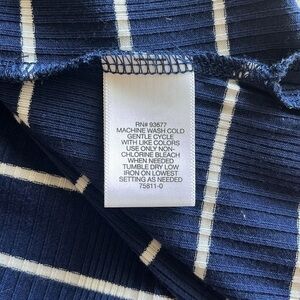 RN# 93677
MACHINE WASH COLD
GENTLE CYCLE
WITH LIKE COLORS
USE ONLY NON-
CHLORINE BLEACH
WHEN NEEDED
TUMBLE DRY LOW
IRON ON LOWEST
SETTING AS NEEDED
75811-0